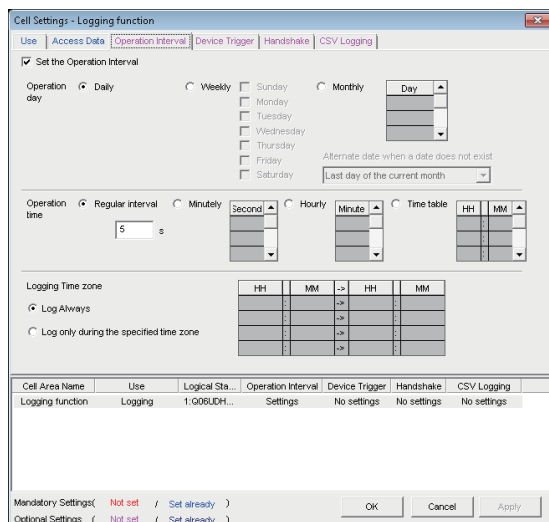 Cell Settings - Logging function
Use Access Data Operation Interval Device Trigger Handshake CSV Logging
Set the Operation Interval
Operation day Daily Weekly Sunday Monthly Day
Monday
Tuesday
Wednesday
Thursday
Friday Alternate date when a date does not exist
Saturday Last day of the current month
Operation time Regular interval Minutely Second Hourly Minute Time table HH : MM
5 s
:
:
:
Logging Time zone HH : MM -> HH : MM
Log Always : -> :
: -> :
Log only during the specified time zone : -> :
: -> :
Cell Area Name Use Logical Sta... Operation Interval Device Trigger Handshake CSV Logging
Logging function Logging 1:Q06UDH... Settings No settings No settings No settings
Mandatory Settings( Not set / Set already ) OK Cancel Apply
Optional Settings ( Not set / Set already )